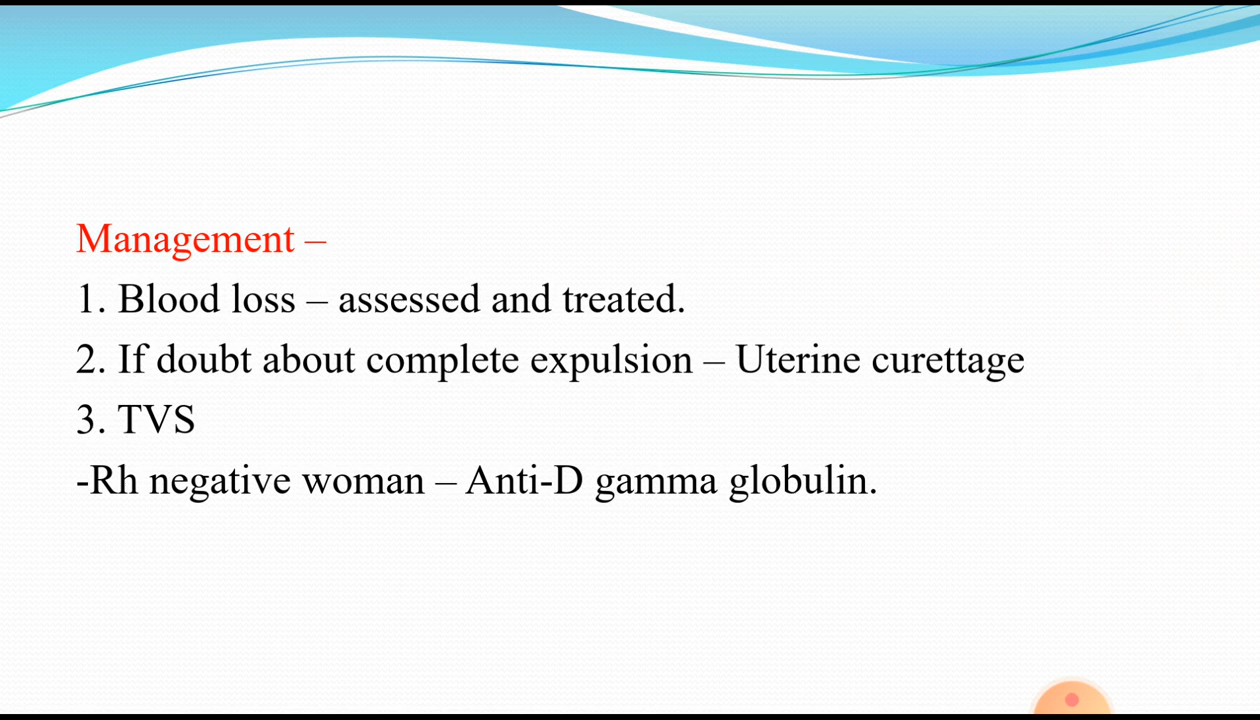 Management –
1. Blood loss – assessed and treated.
2. If doubt about complete expulsion – Uterine curettage
3. TVS
-Rh negative woman – Anti-D gamma globulin.